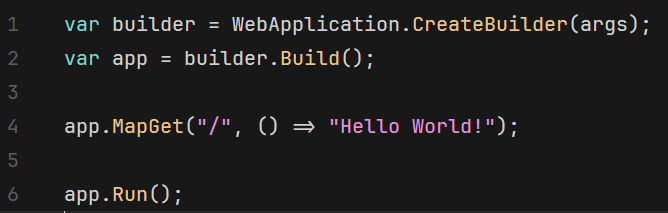 1 var builder = WebApplication.CreateBuilder(args);
2 var app = builder.Build();
3
4 app.MapGet("/", () => "Hello World!");
5
6 app.Run();